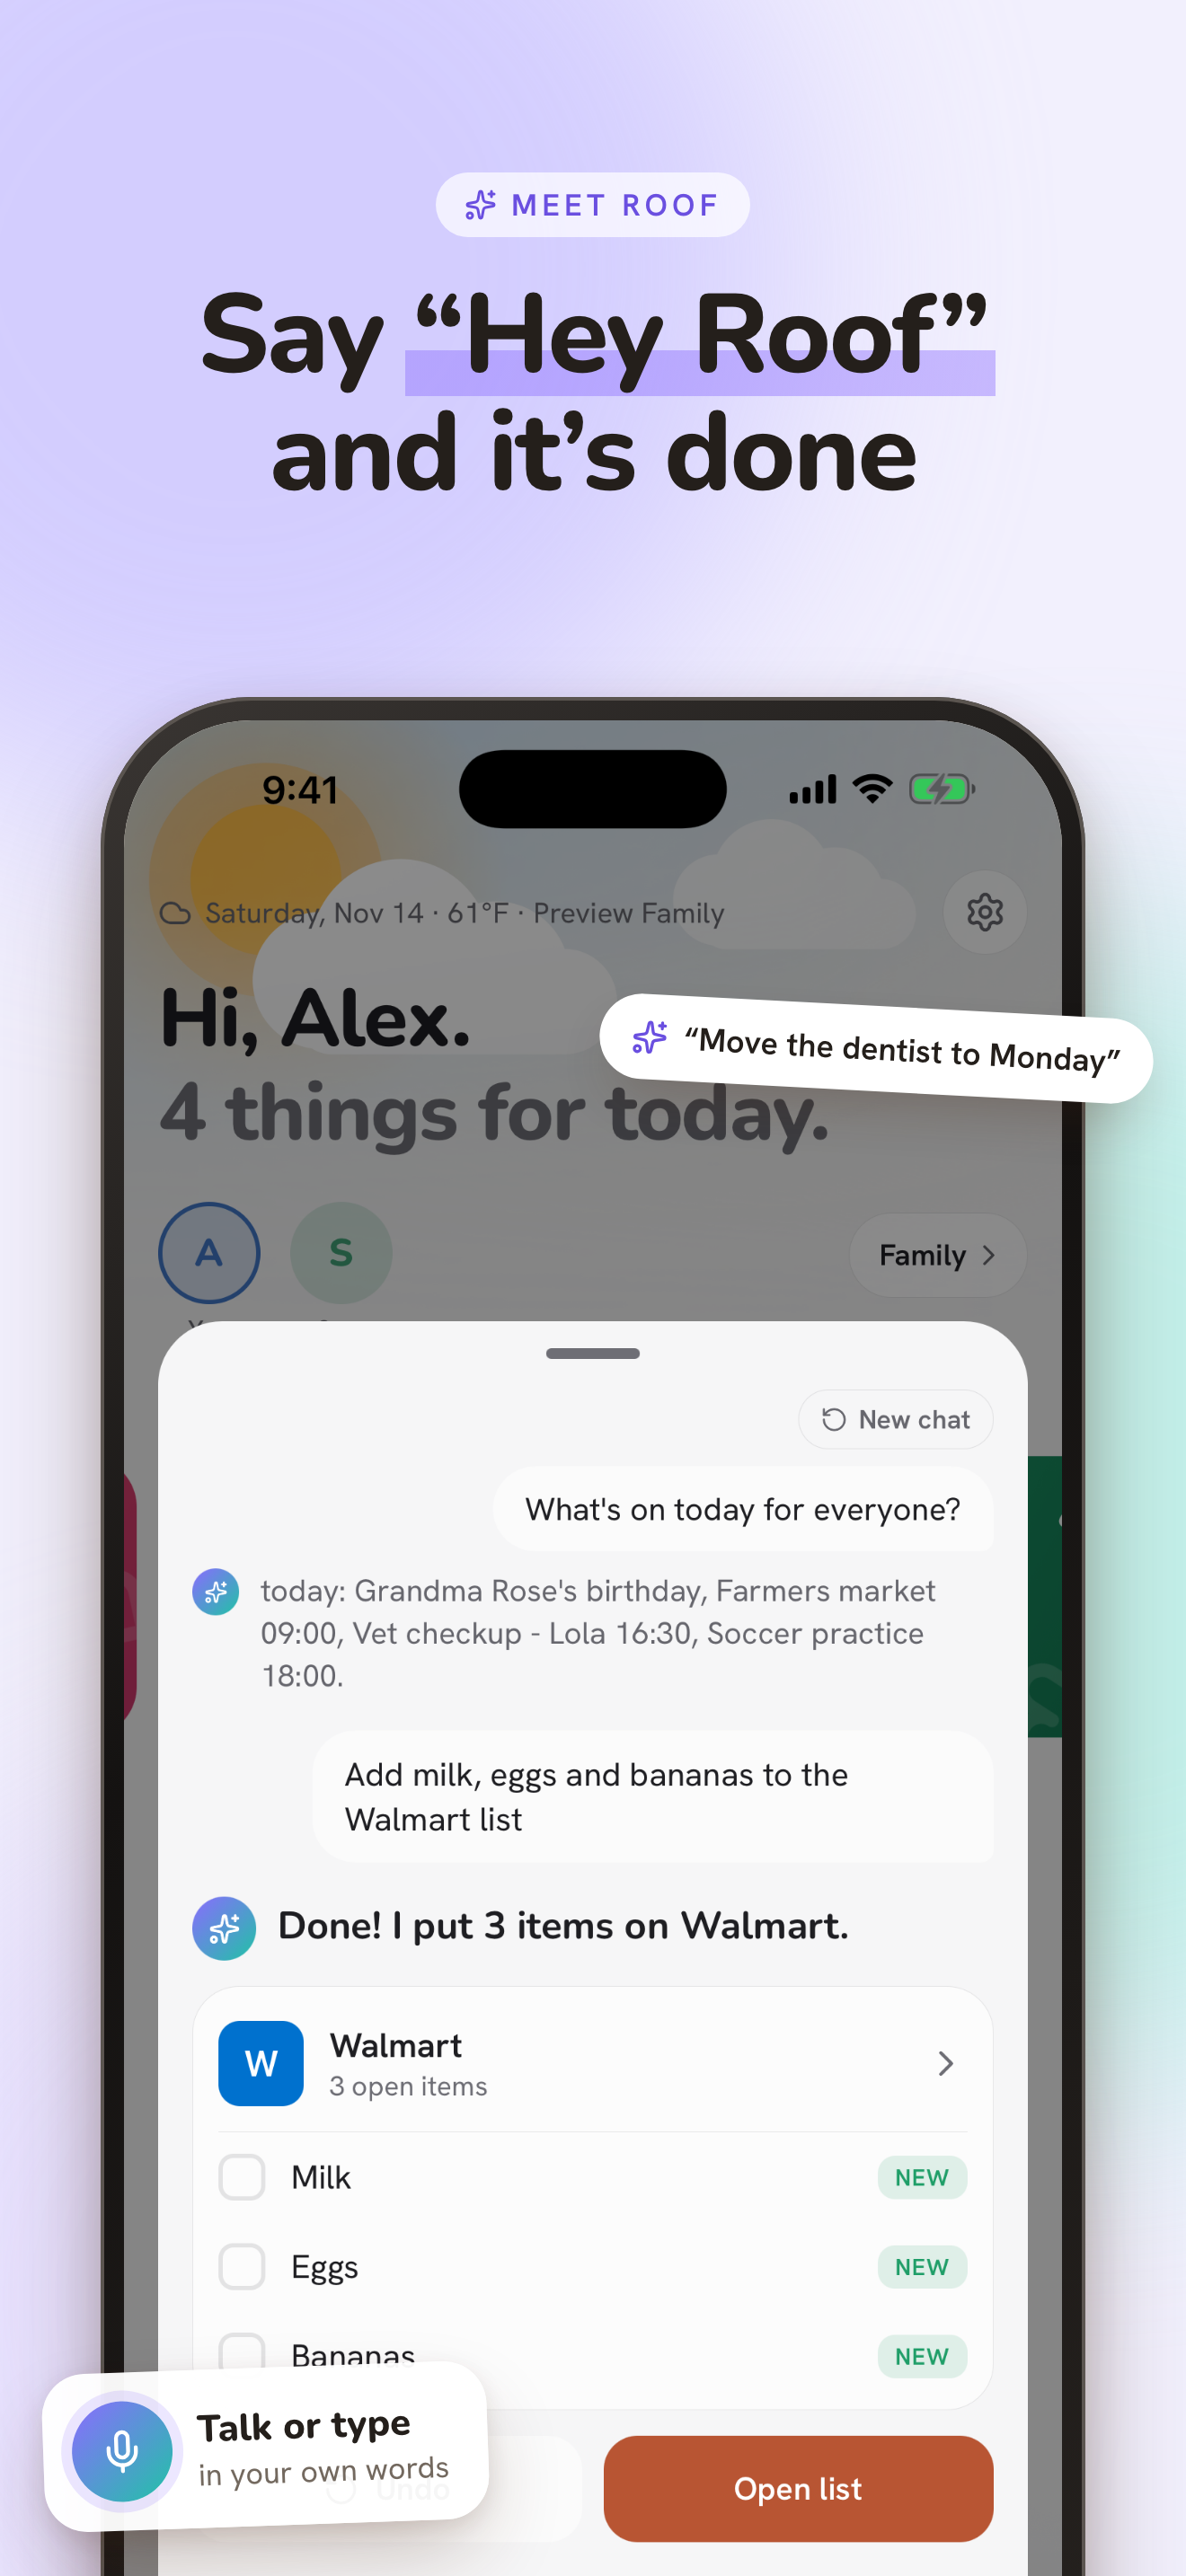 MEET ROOF
Say “Hey Roof”
and it’s done
9:41
Saturday, Nov 14 · 61°F · Preview Family
Hi, Alex.
“Move the dentist to Monday”
4 things for today.
A
S
Family
New chat
What's on today for everyone?
today: Grandma Rose's birthday, Farmers market
09:00, Vet checkup - Lola 16:30, Soccer practice
18:00.
Add milk, eggs and bananas to the
Walmart list
Done! I put 3 items on Walmart.
W
Walmart
3 open items
Milk
NEW
Eggs
NEW
Bananas
NEW
Talk or type
in your own words
Undo
Open list